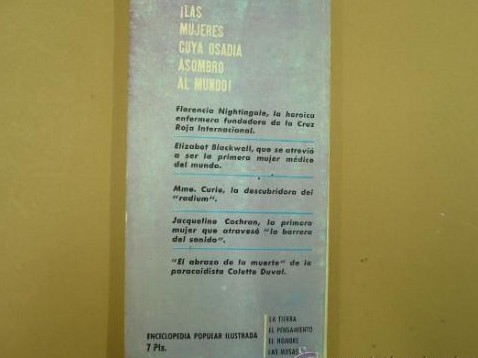 ¡LAS
MUJERES
CUYA OSADIA
ASOMBRO
AL MUNDO!
Florencia Nightingale, la heroica
enfermera fundadora de la Cruz
Roja Internacional.
Elizabet Blackwell, que se atrevió
a ser la primera mujer médico
del mundo.
Mme. Curie, la descubridora del
"radium".
Jacqueline Cochran, la primera
mujer que atravesó "la barrera
del sonido".
"El abrazo de la muerte" de la
paracaidista Colette Duval.
ENCICLOPEDIA POPULAR ILUSTRADA
7 Pts.
LA TIERRA
EL PENSAMIENTO
EL HOMBRE
LAS COSAS